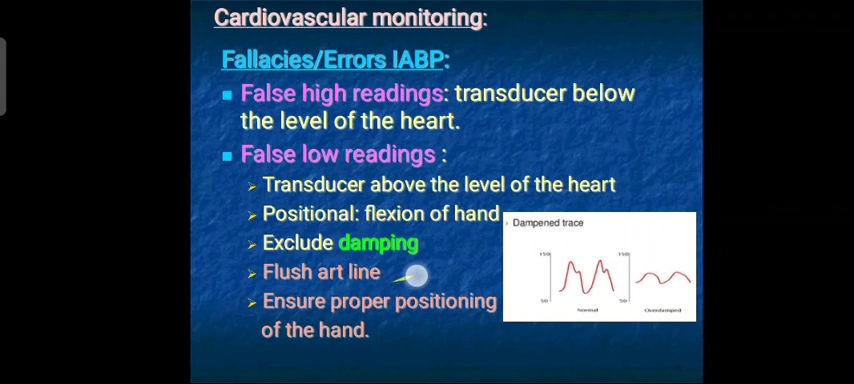 Cardiovascular monitoring:
Fallacies/Errors IABP:
False high readings: transducer below
the level of the heart.
False low readings :
Transducer above the level of the heart
Positional: flexion of hand
Exclude damping
Flush art line
Ensure proper positioning
of the hand.
Dampened trace
150 150
50 50
Normal Overdamped